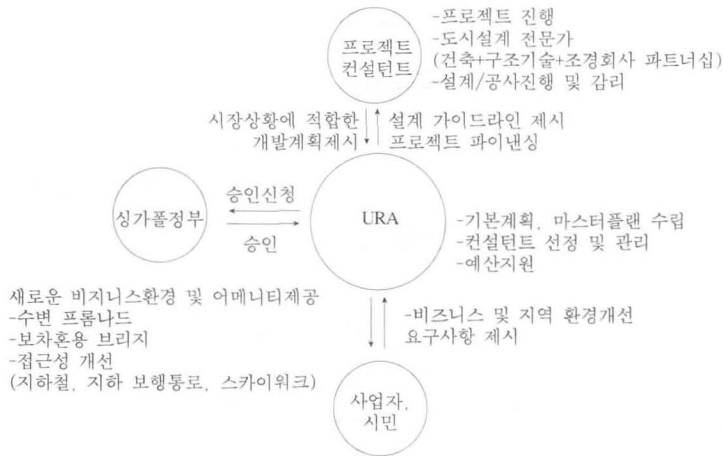 프로젝트
컨설턴트
-프로젝트 진행
-도시설계 전문가
(건축+구조기술+조경회사 파트너십)
-설계/공사진행 및 감리
시장상황에 적합한
개발계획제시
설계 가이드라인 제시
프로젝트 파이낸싱
싱가폴정부
승인신청
승인
URA
-기본계획, 마스터플랜 수립
-컨설턴트 선정 및 관리
-예산지원
새로운 비지니스환경 및 어메니티제공
-수변 프롬나드
-보차혼용 브리지
-접근성 개선
(지하철, 지하 보행통로, 스카이워크)
-비즈니스 및 지역 환경개선
요구사항 제시
사업자,
시민